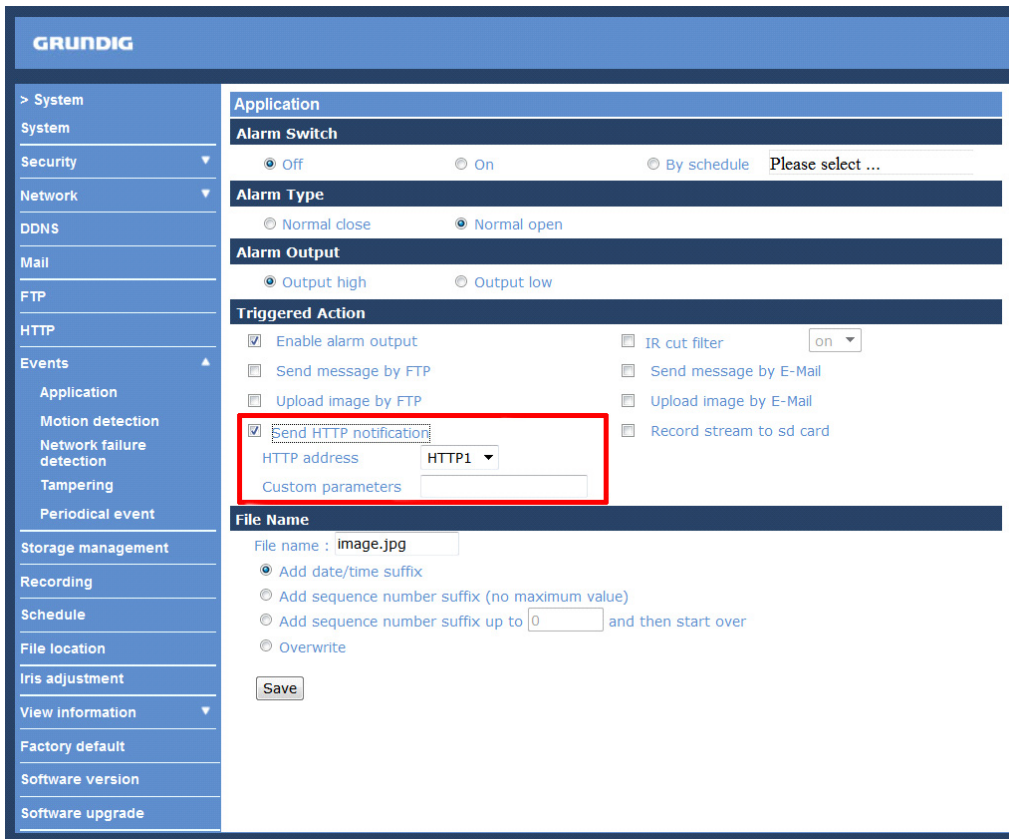 GRUNDIG
> System
System
Security
Network
DDNS
Mail
FTP
HTTP
Events
Application
Motion detection
Network failure
detection
Tampering
Periodical event
Storage management
Recording
Schedule
File location
Iris adjustment
View information
Factory default
Software version
Software upgrade
Application
Alarm Switch
Off On By schedule Please select ...
Alarm Type
Normal close Normal open
Alarm Output
Output high Output low
Triggered Action
Enable alarm output IR cut filter on
Send message by FTP Send message by E-Mail
Upload image by FTP Upload image by E-Mail
Send HTTP notification Record stream to sd card
HTTP address HTTP1
Custom parameters
File Name
File name : image.jpg
Add date/time suffix
Add sequence number suffix (no maximum value)
Add sequence number suffix up to 0 and then start over
Overwrite
Save